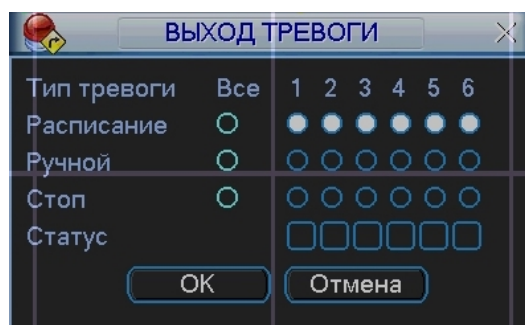 ВЫХОД ТРЕВОГИ
Тип тревоги Все 1 2 3 4 5 6
Расписание
Ручной
Стоп
Статус
OK Отмена